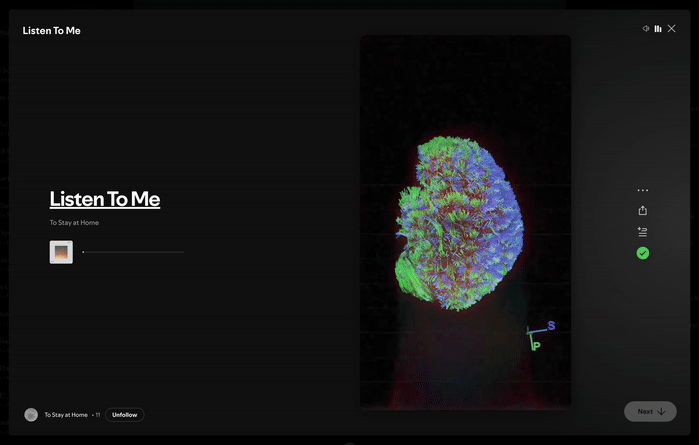 Listen To Me
Listen To Me
To Stay at Home
S
P
To Stay at Home • 11 Unfollow
Next